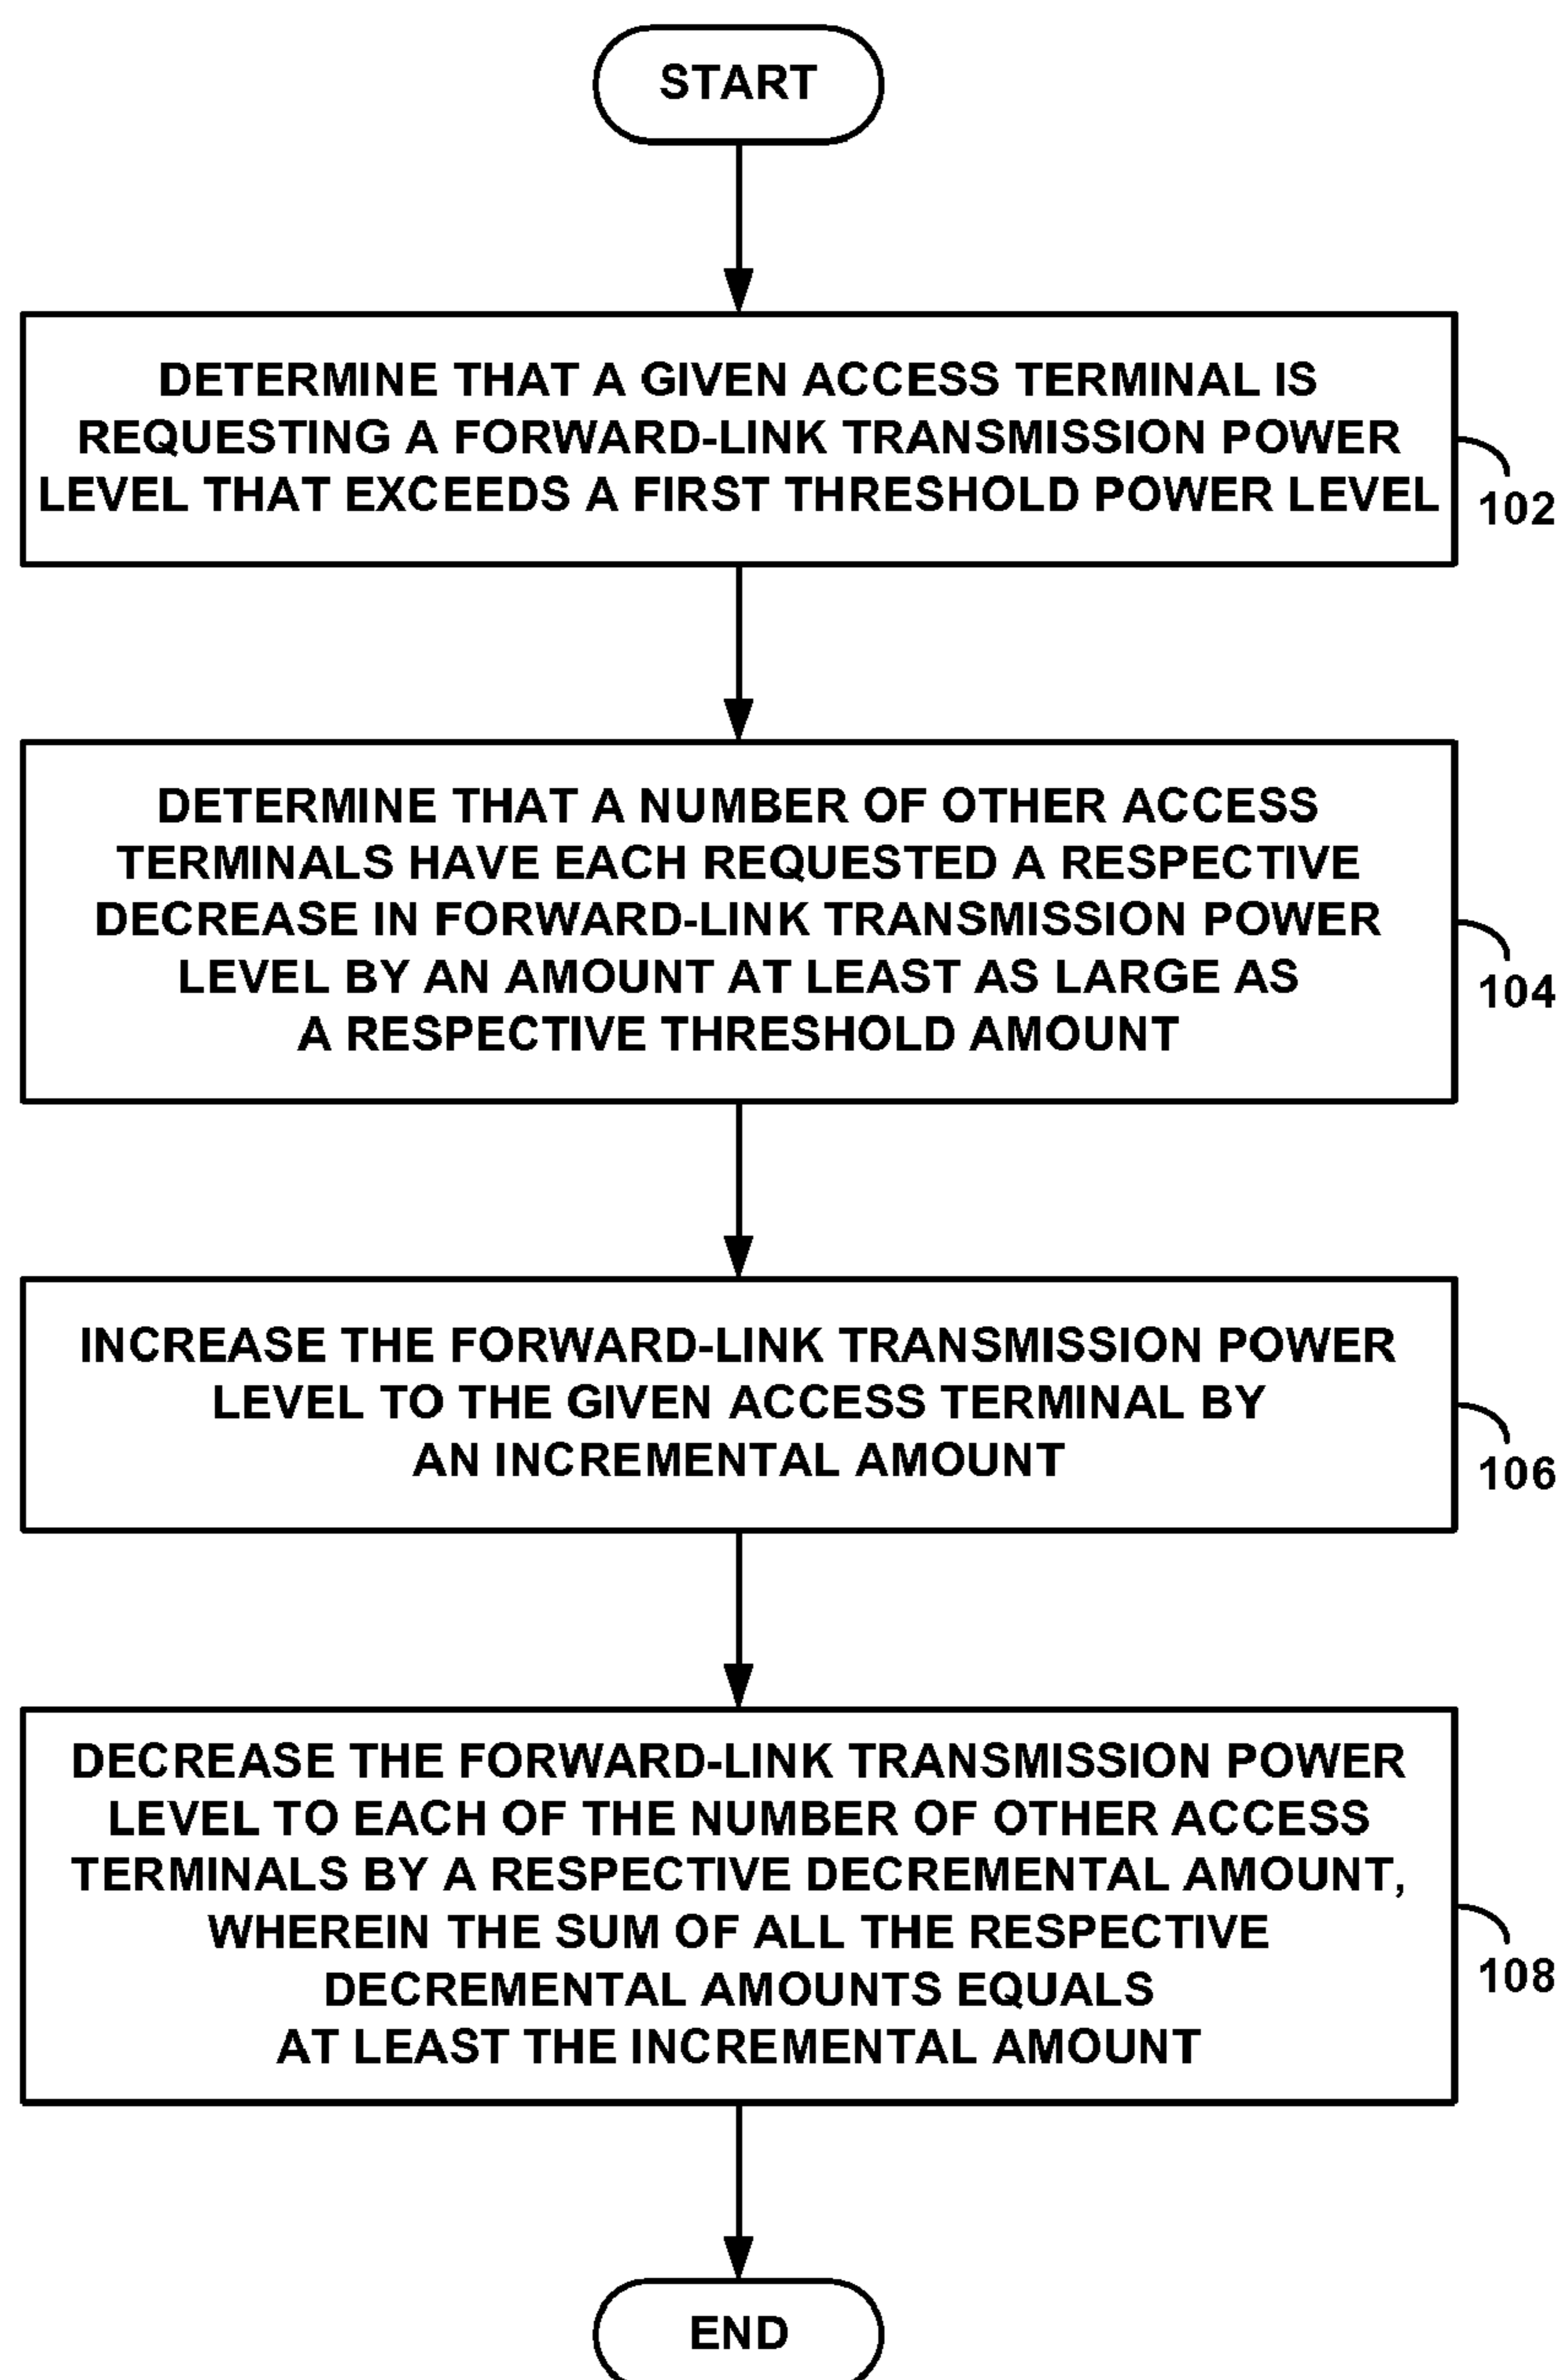 START
DETERMINE THAT A GIVEN ACCESS TERMINAL IS
REQUESTING A FORWARD-LINK TRANSMISSION POWER
LEVEL THAT EXCEEDS A FIRST THRESHOLD POWER LEVEL
102
DETERMINE THAT A NUMBER OF OTHER ACCESS
TERMINALS HAVE EACH REQUESTED A RESPECTIVE
DECREASE IN FORWARD-LINK TRANSMISSION POWER
LEVEL BY AN AMOUNT AT LEAST AS LARGE AS
A RESPECTIVE THRESHOLD AMOUNT
104
INCREASE THE FORWARD-LINK TRANSMISSION POWER
LEVEL TO THE GIVEN ACCESS TERMINAL BY
AN INCREMENTAL AMOUNT
106
DECREASE THE FORWARD-LINK TRANSMISSION POWER
LEVEL TO EACH OF THE NUMBER OF OTHER ACCESS
TERMINALS BY A RESPECTIVE DECREMENTAL AMOUNT,
WHEREIN THE SUM OF ALL THE RESPECTIVE
DECREMENTAL AMOUNTS EQUALS
AT LEAST THE INCREMENTAL AMOUNT
108
END